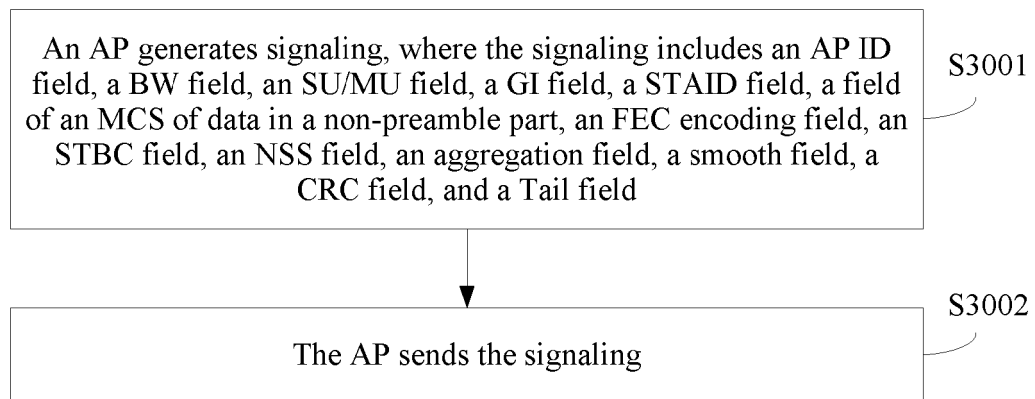 An AP generates signaling, where the signaling includes an AP ID
field, a BW field, an SU/MU field, a GI field, a STAID field, a field
of an MCS of data in a non-preamble part, an FEC encoding field, an
STBC field, an NSS field, an aggregation field, a smooth field, a
CRC field, and a Tail field
S3001
The AP sends the signaling
S3002